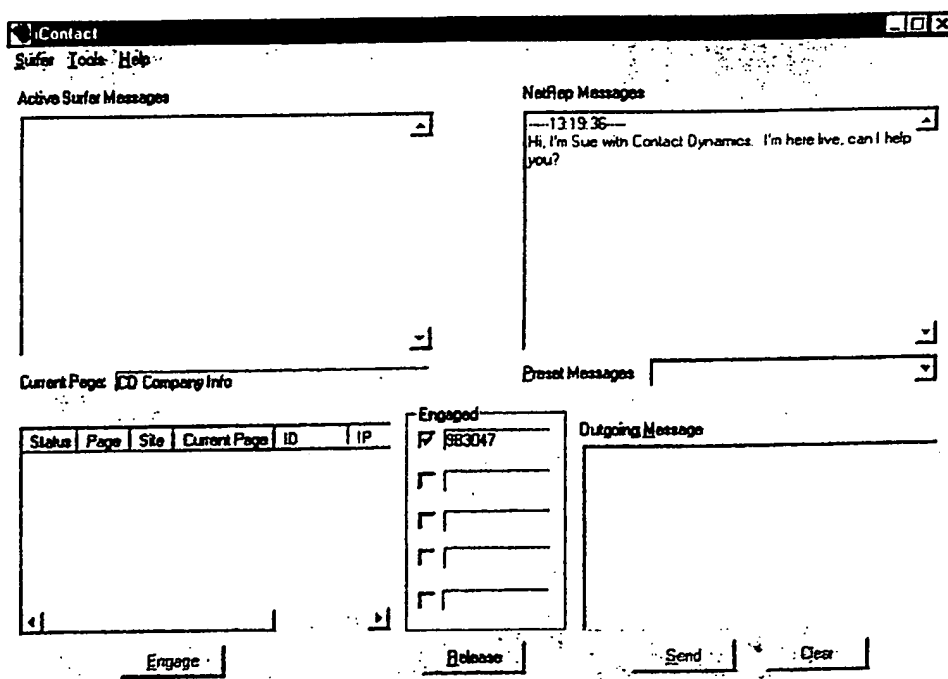 iContact
Surfer Tools Help
Active Surfer Messages
NetRep Messages
----13:19:36----
Hi, I'm Sue with Contact Dynamics. I'm here live, can I help
you?
Current Page: CD Company Info
Preset Messages
Status Page Site Current Page ID IP
Engaged
983047
Outgoing Message
Engage
Release
Send
Clear